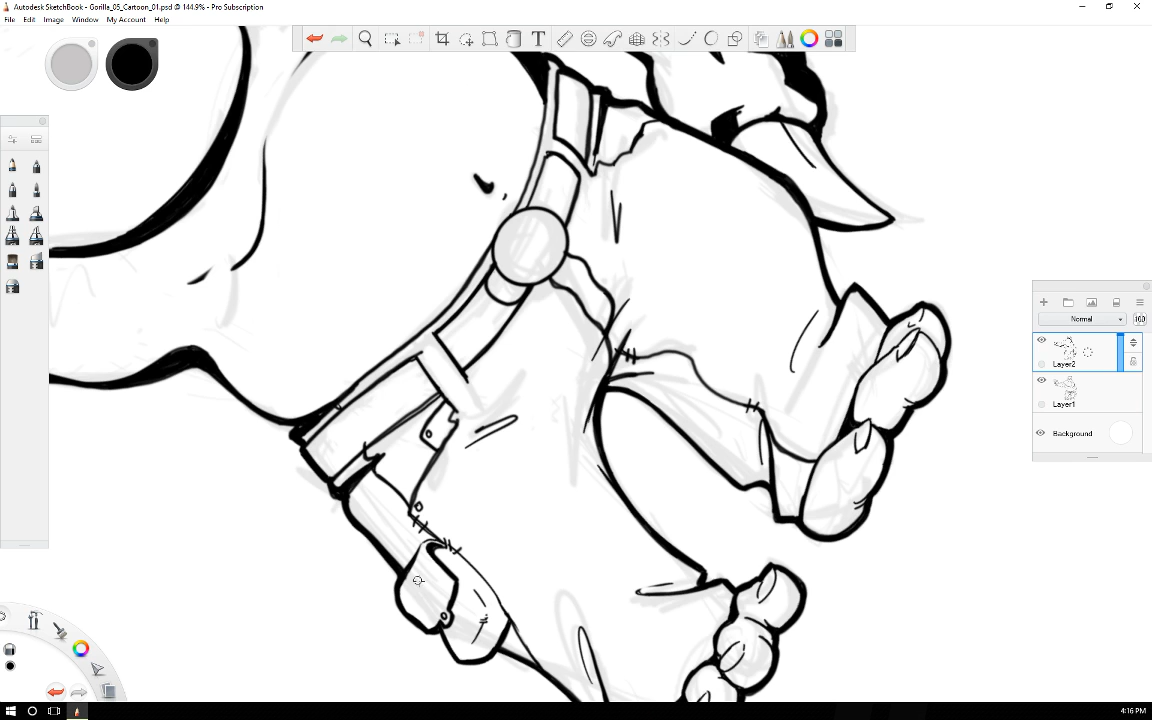 Autodesk SketchBook - Gorilla_05_Cartoon_01.psd @ 144.9% - Pro Subscription
File Edit Image Window My Account Help
T
Normal 100
Layer2
Layer1
Background
4:16 PM